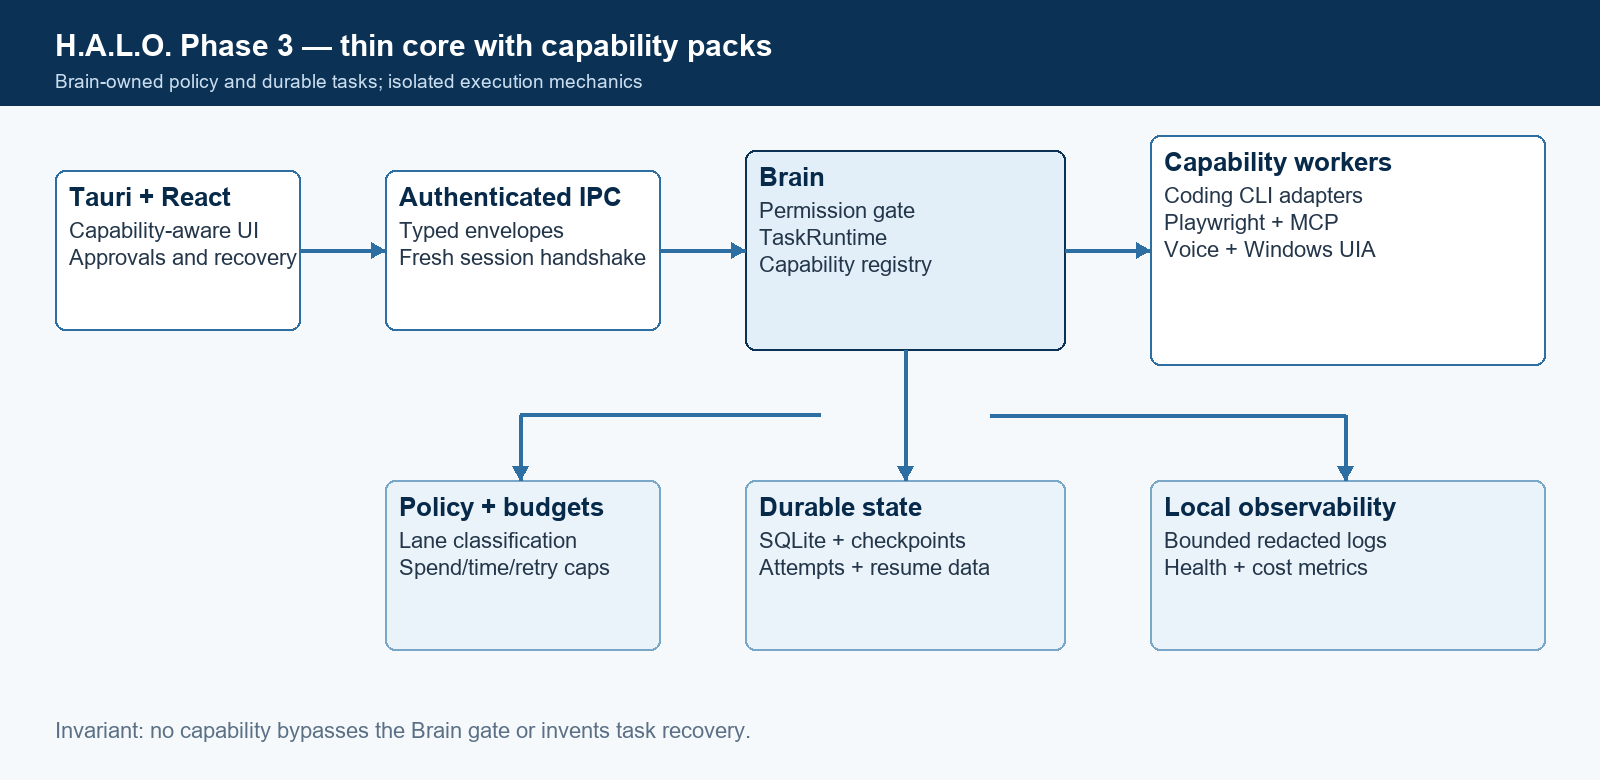 H.A.L.O. Phase 3 — thin core with capability packs
Brain-owned policy and durable tasks; isolated execution mechanics
Tauri + React
Capability-aware UI
Approvals and recovery
Authenticated IPC
Typed envelopes
Fresh session handshake
Brain
Permission gate
TaskRuntime
Capability registry
Capability workers
Coding CLI adapters
Playwright + MCP
Voice + Windows UIA
Policy + budgets
Lane classification
Spend/time/retry caps
Durable state
SQLite + checkpoints
Attempts + resume data
Local observability
Bounded redacted logs
Health + cost metrics
Invariant: no capability bypasses the Brain gate or invents task recovery.